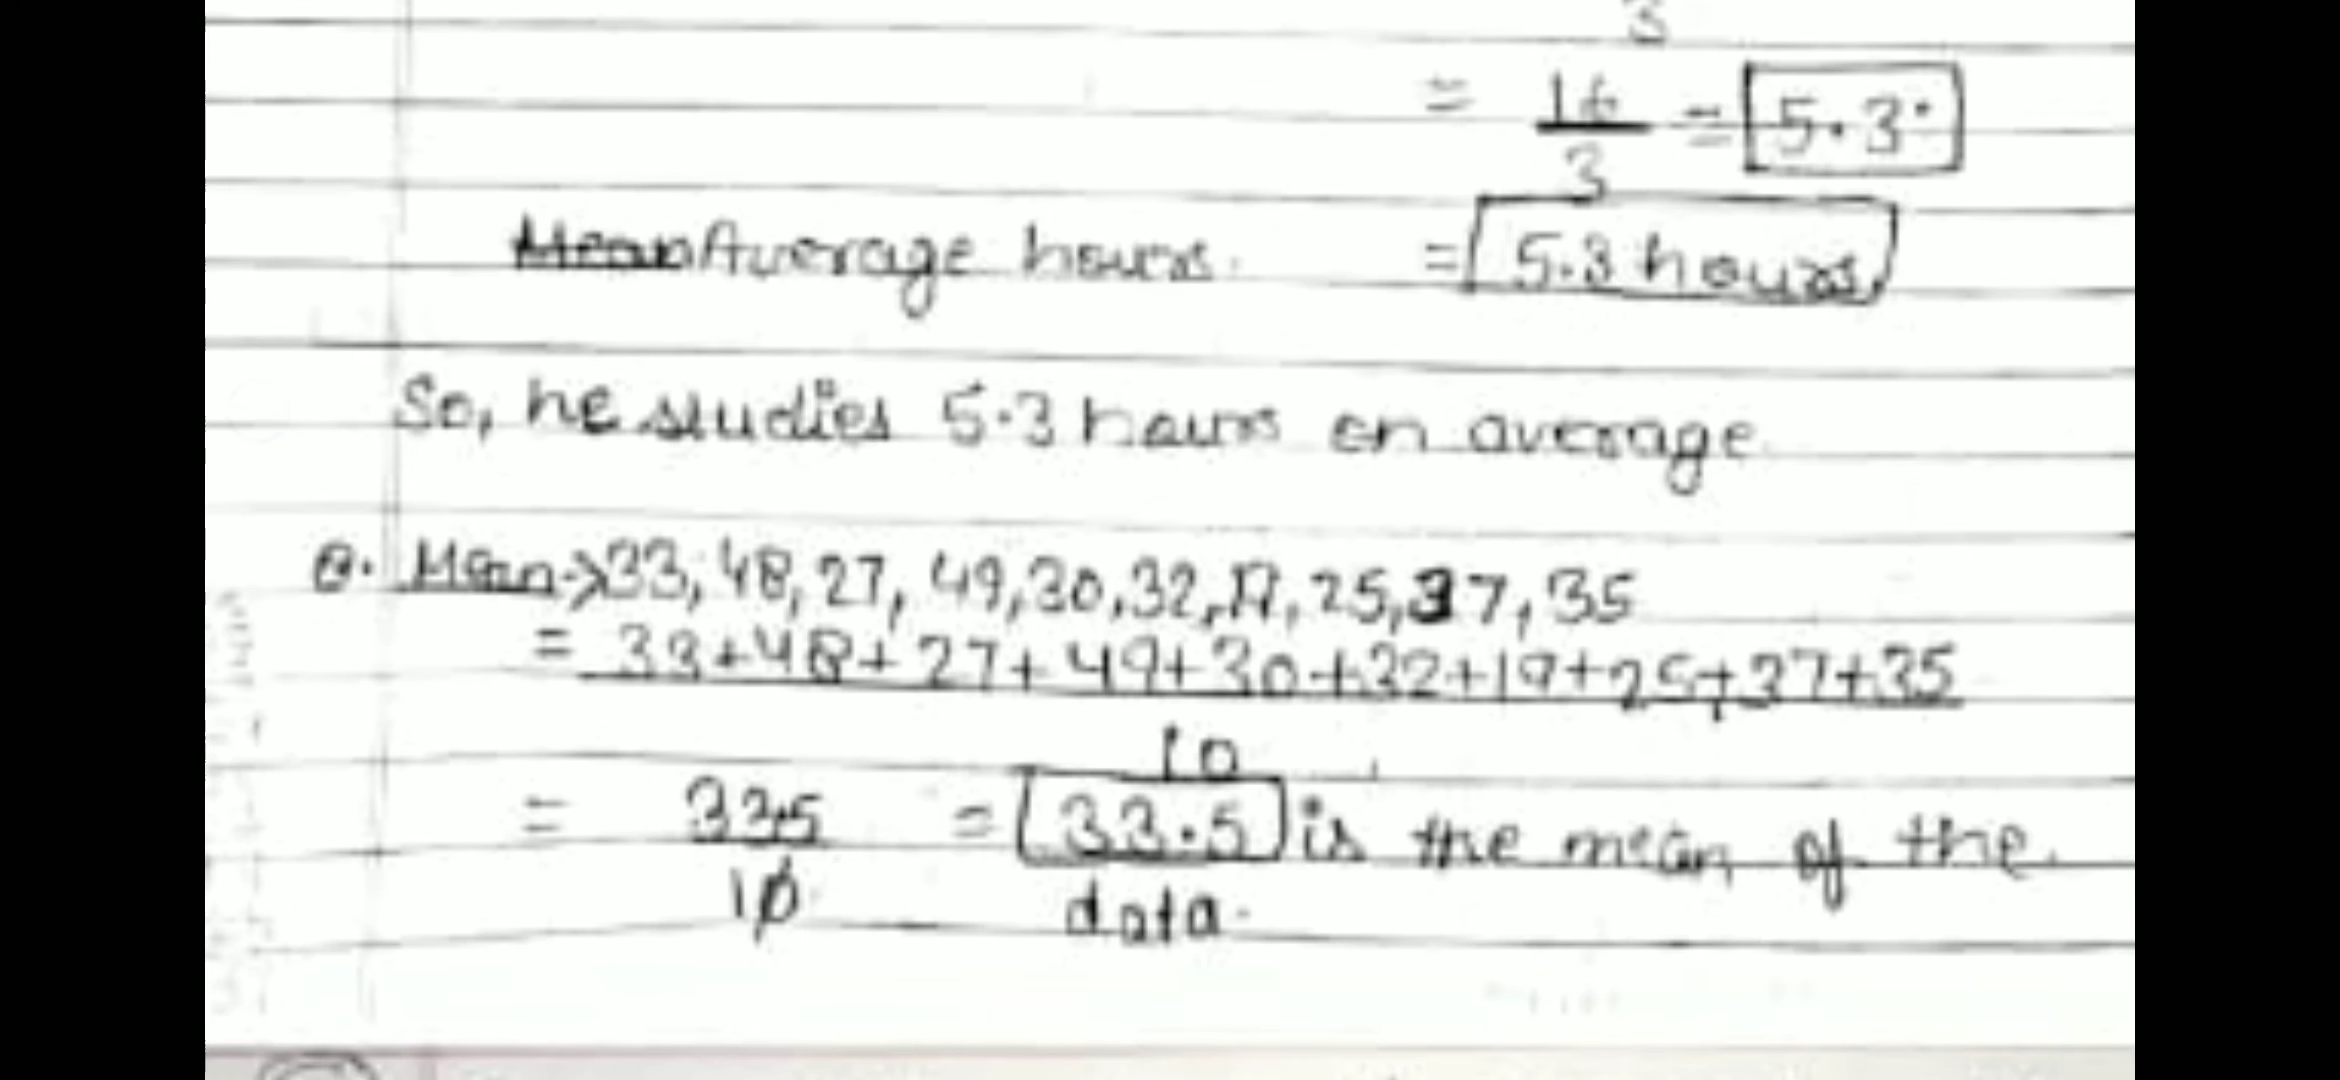 3
= 16/3 = 5.3
Average hours. = 5.3 hours
So, he studies 5.3 hours on average.
Q. Mean→33, 48, 27, 49, 30, 32, 25, 37, 35
= 33+48+27+49+30+32+19+25+37+35
10
= 335/10 = 33.5 is the mean of the
data.